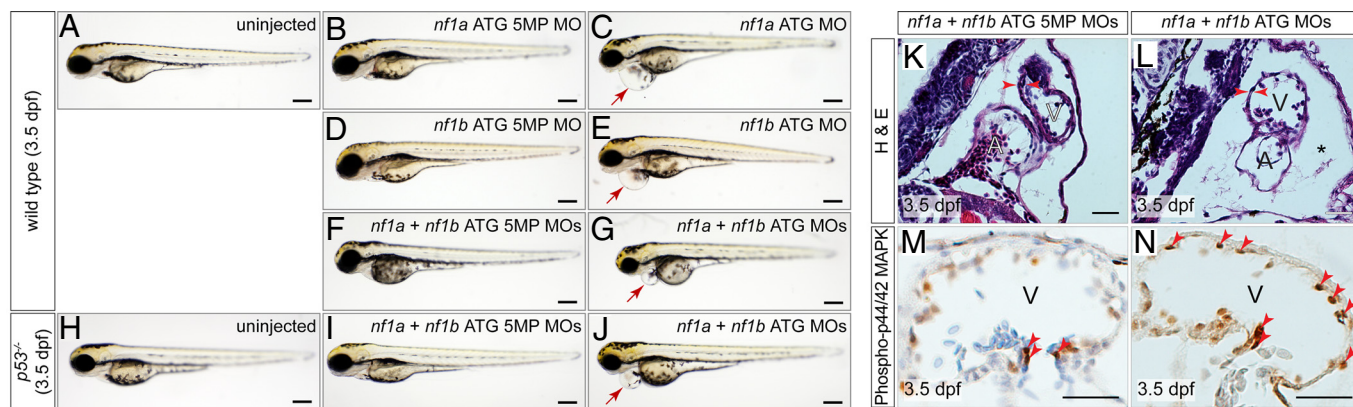 A
uninjected
B
nf1a ATG 5MP MO
C
nf1a ATG MO
D
nf1b ATG 5MP MO
E
nf1b ATG MO
F
nf1a + nf1b ATG 5MP MOs
G
nf1a + nf1b ATG MOs
wild type (3.5 dpf)
H
uninjected
I
nf1a + nf1b ATG 5MP MOs
J
nf1a + nf1b ATG MOs
p53-/-
(3.5 dpf)
nf1a + nf1b ATG 5MP MOs
nf1a + nf1b ATG MOs
H & E
K
V
A
3.5 dpf
L
V
A
*
3.5 dpf
Phospho-p44/42 MAPK
M
V
3.5 dpf
N
V
3.5 dpf